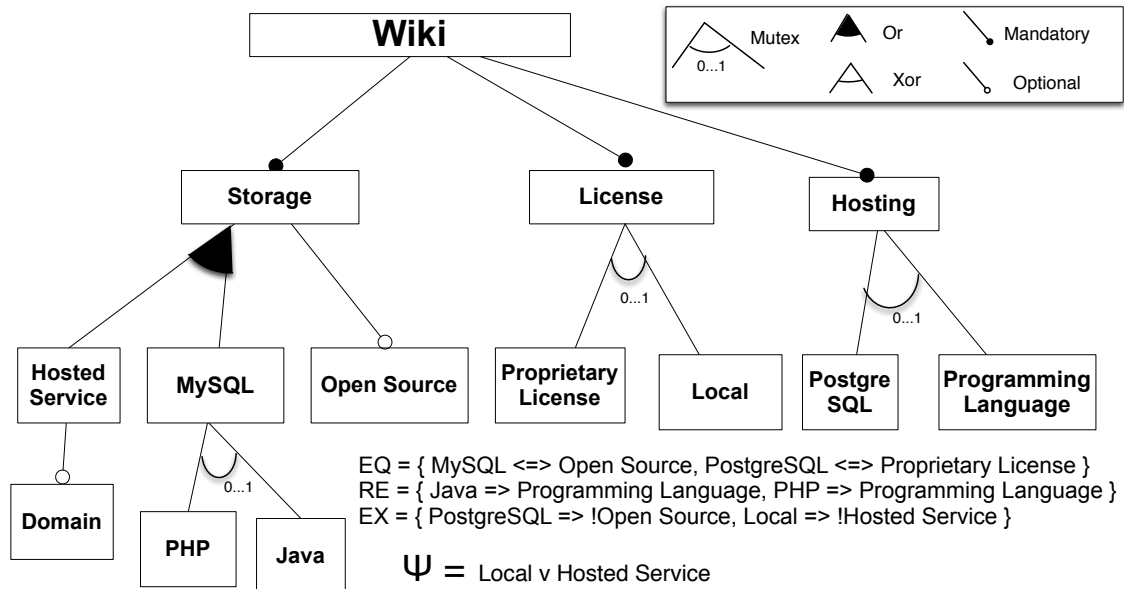 Wiki
Mutex
0...1
Or
Xor
Mandatory
Optional
Storage
License
Hosting
0...1
0...1
Hosted
Service
MySQL
Open Source
Proprietary
License
Local
Postgre
SQL
Programming
Language
0...1
Domain
PHP
Java
EQ = { MySQL <=> Open Source, PostgreSQL <=> Proprietary License }
RE = { Java => Programming Language, PHP => Programming Language }
EX = { PostgreSQL => !Open Source, Local => !Hosted Service }
Ψ = Local v Hosted Service